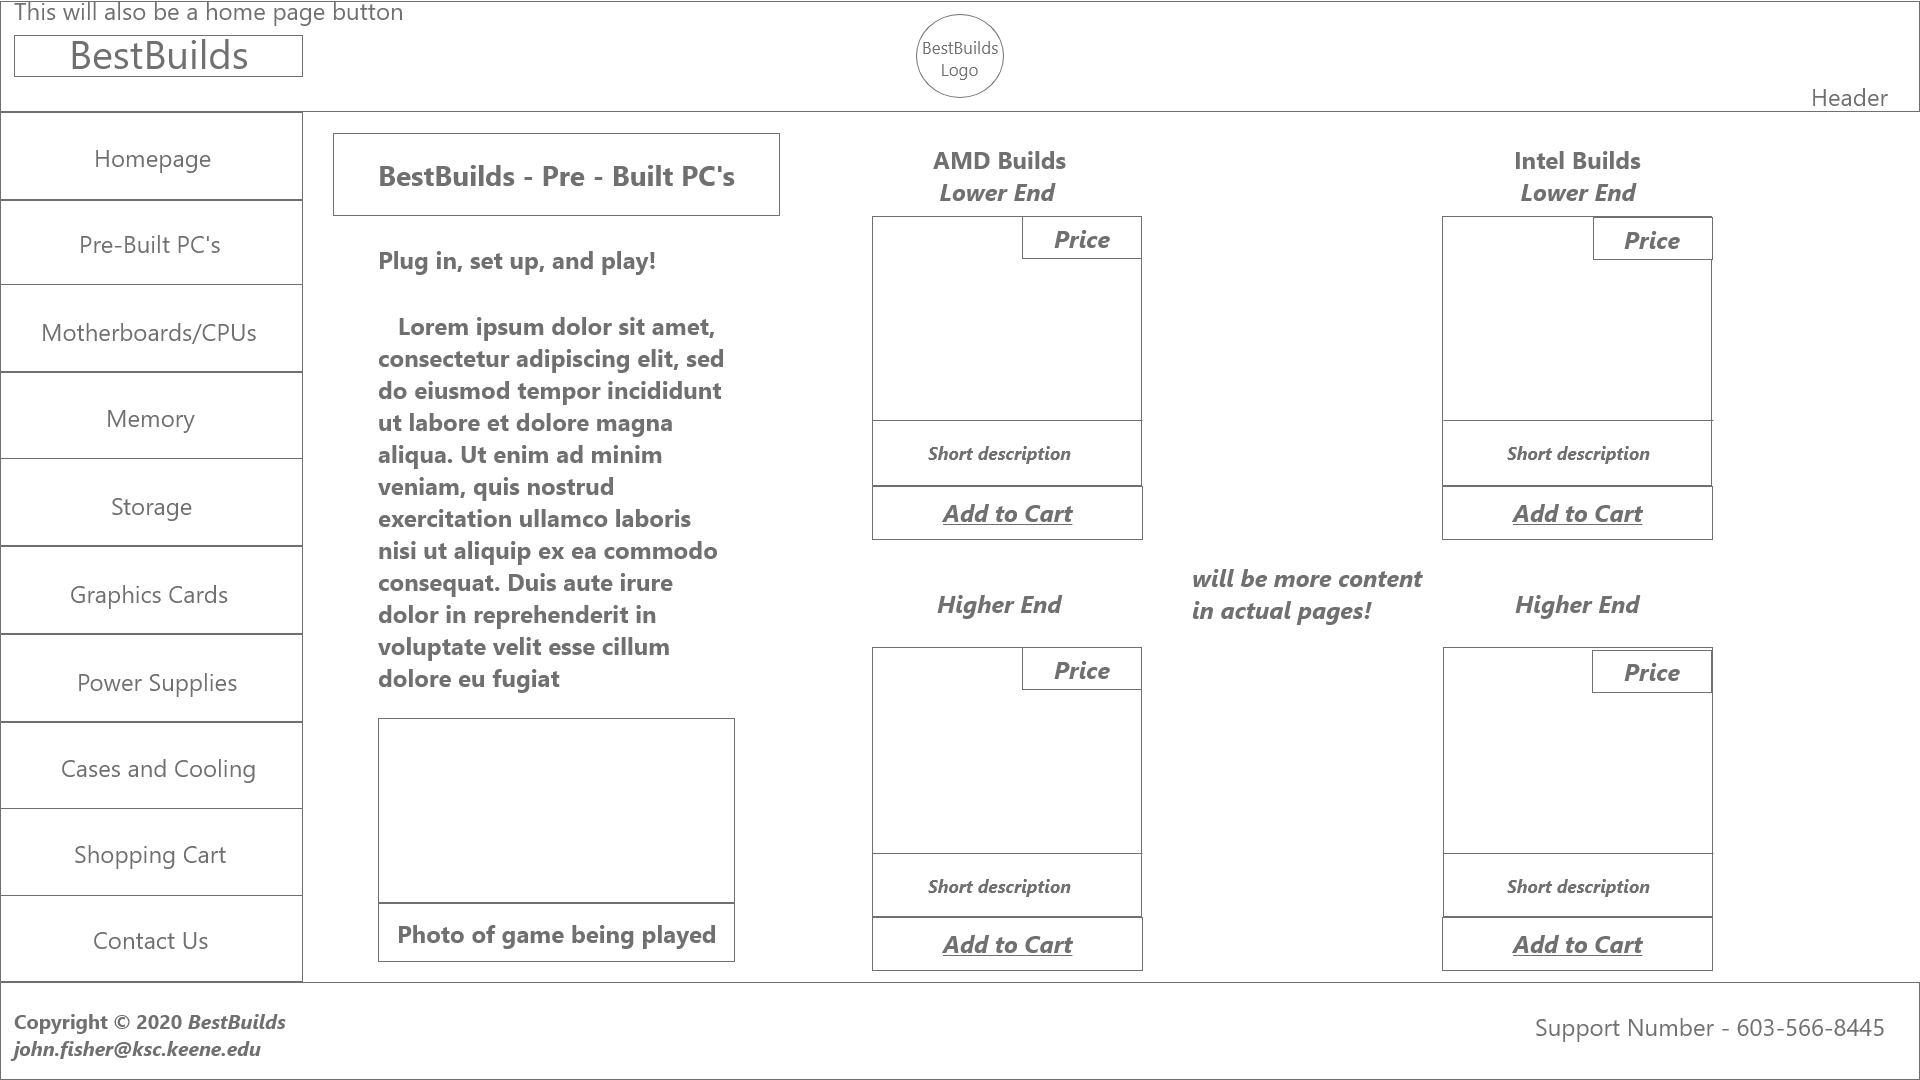 This will also be a home page button
BestBuilds
BestBuilds
Logo
Header
Homepage
Pre-Built PC's
Motherboards/CPUs
Memory
Storage
Graphics Cards
Power Supplies
Cases and Cooling
Shopping Cart
Contact Us
BestBuilds - Pre - Built PC's
Plug in, set up, and play!
Lorem ipsum dolor sit amet,
consectetur adipiscing elit, sed
do eiusmod tempor incididunt
ut labore et dolore magna
aliqua. Ut enim ad minim
veniam, quis nostrud
exercitation ullamco laboris
nisi ut aliquip ex ea commodo
consequat. Duis aute irure
dolor in reprehenderit in
voluptate velit esse cillum
dolore eu fugiat
Photo of game being played
AMD Builds
Lower End
Price
Short description
Add to Cart
Higher End
Price
Short description
Add to Cart
will be more content
in actual pages!
Intel Builds
Lower End
Price
Short description
Add to Cart
Higher End
Price
Short description
Add to Cart
Copyright © 2020 BestBuilds
john.fisher@ksc.keene.edu
Support Number - 603-566-8445